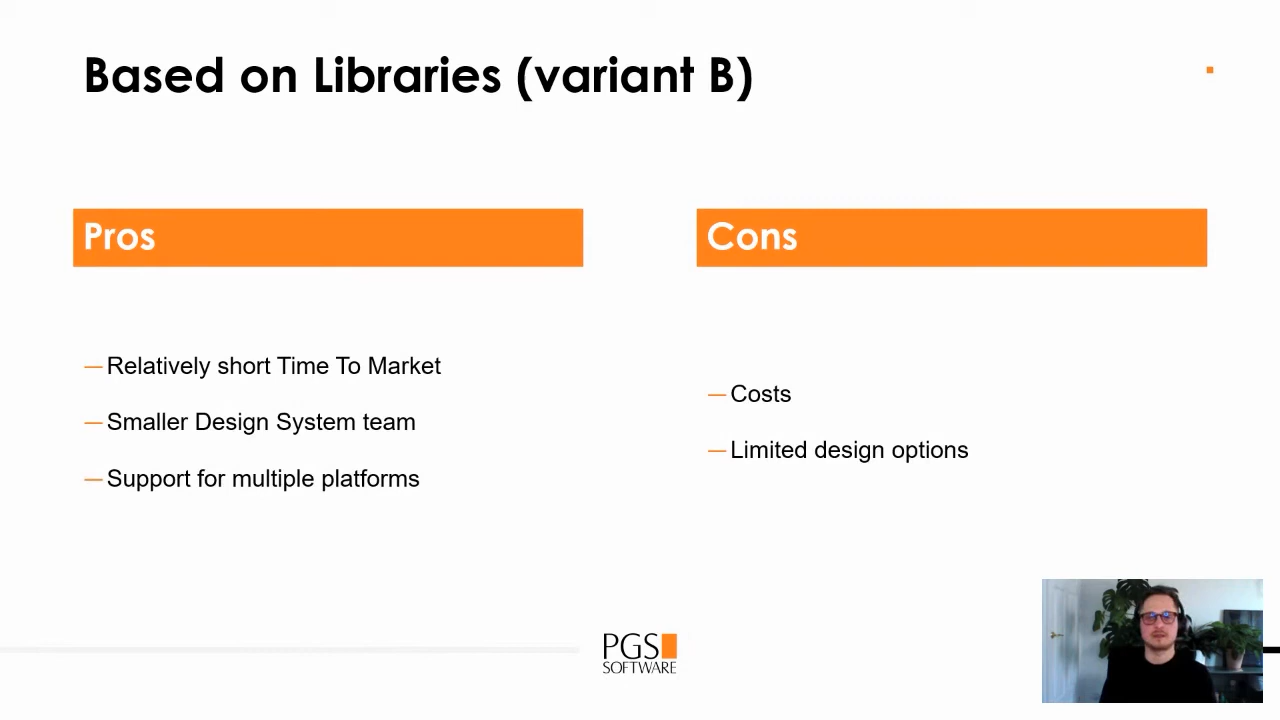 Based on Libraries (variant B)
Pros
— Relatively short Time To Market
— Smaller Design System team
— Support for multiple platforms
Cons
— Costs
— Limited design options
PGS
SOFTWARE